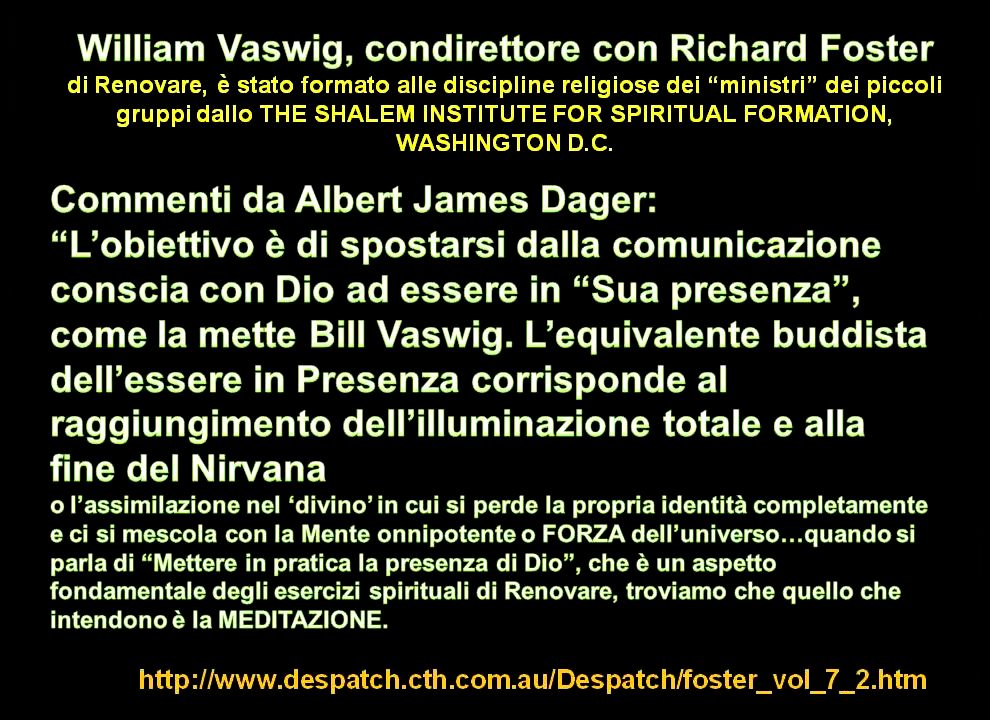 William Vaswig, condirettore con Richard Foster
di Renovare, è stato formato alle discipline religiose dei “ministri” dei piccoli
gruppi dallo THE SHALEM INSTITUTE FOR SPIRITUAL FORMATION,
WASHINGTON D.C.
Commenti da Albert James Dager:
“L’obiettivo è di spostarsi dalla comunicazione
conscia con Dio ad essere in “Sua presenza”,
come la mette Bill Vaswig. L’equivalente buddista
dell’essere in Presenza corrisponde al
raggiungimento dell’illuminazione totale e alla
fine del Nirvana
o l’assimilazione nel ‘divino’ in cui si perde la propria identità completamente
e ci si mescola con la Mente onnipotente o FORZA dell’universo…quando si
parla di “Mettere in pratica la presenza di Dio”, che è un aspetto
fondamentale degli esercizi spirituali di Renovare, troviamo che quello che
intendono è la MEDITAZIONE.
http://www.despatch.cth.com.au/Despatch/foster_vol_7_2.htm